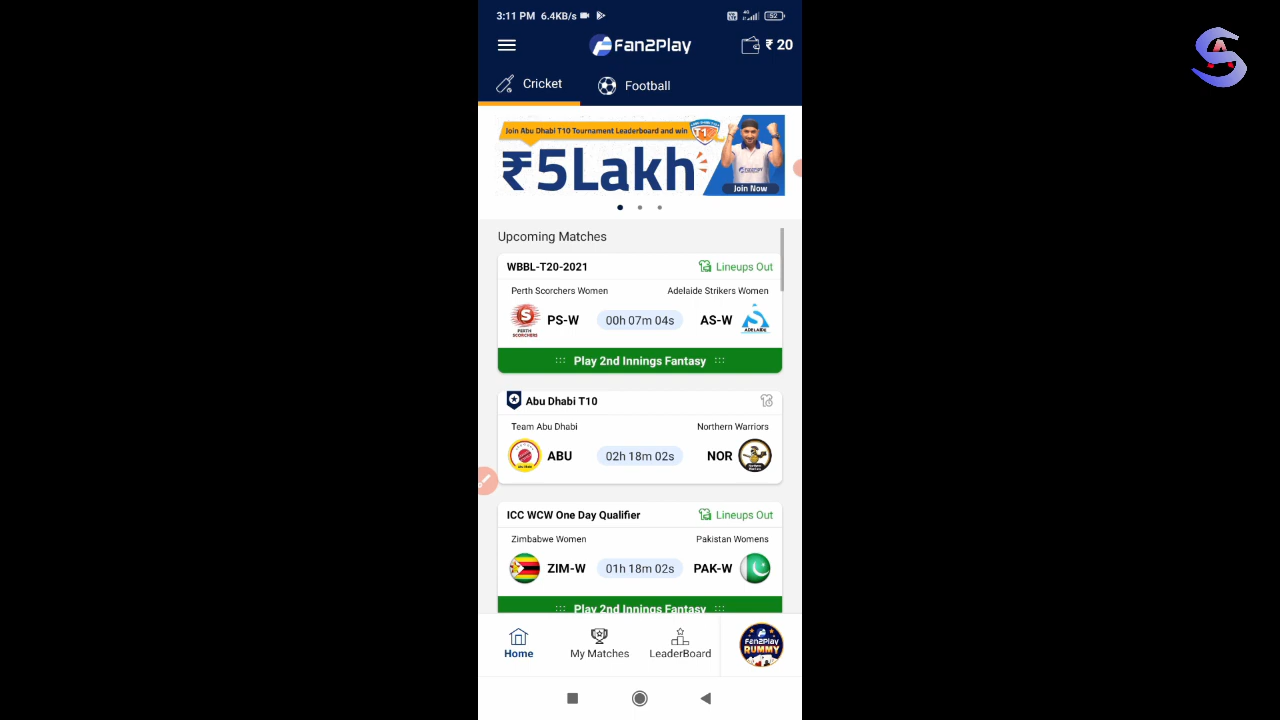 3:11 PM 6.4KB/s 4G 52
Fan2Play ₹ 20
Cricket Football
Join Abu Dhabi T10 Tournament Leaderboard and win
₹5Lakh
Join Now
Upcoming Matches
WBBL-T20-2021 Lineups Out
Perth Scorchers Women Adelaide Strikers Women
PS-W 00h 07m 04s AS-W
Play 2nd Innings Fantasy
Abu Dhabi T10
Team Abu Dhabi Northern Warriors
ABU 02h 18m 02s NOR
ICC WCW One Day Qualifier Lineups Out
Zimbabwe Women Pakistan Womens
ZIM-W 01h 18m 02s PAK-W
Play 2nd Innings Fantasy
Home My Matches LeaderBoard
Fan2Play
RUMMY